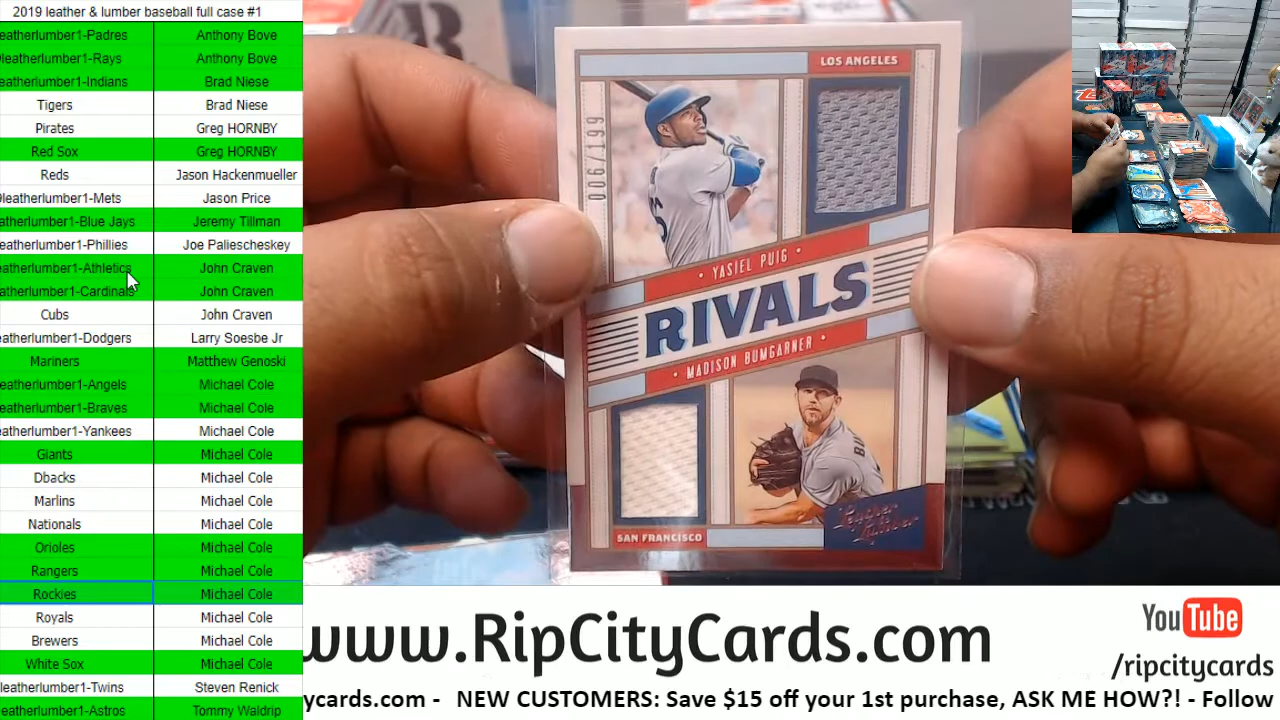 2019 leather & lumber baseball full case #1
eatherlumber1-Padres Anthony Bove
9leatherlumber1-Rays Anthony Bove
eatherlumber1-Indians Brad Niese
Tigers Brad Niese
Pirates Greg HORNBY
Red Sox Greg HORNBY
Reds Jason Hackenmueller
9leatherlumber1-Mets Jason Price
eatherlumber1-Blue Jays Jeremy Tillman
eatherlumber1-Phillies Joe Paliescheskey
eatherlumber1-Athletics John Craven
eatherlumber1-Cardinals John Craven
Cubs John Craven
leatherlumber1-Dodgers Larry Soesbe Jr
Mariners Matthew Genoski
eatherlumber1-Angels Michael Cole
eatherlumber1-Braves Michael Cole
eatherlumber1-Yankees Michael Cole
Giants Michael Cole
Dbacks Michael Cole
Marlins Michael Cole
Nationals Michael Cole
Orioles Michael Cole
Rangers Michael Cole
Rockies Michael Cole
Royals Michael Cole
Brewers Michael Cole
White Sox Michael Cole
leatherlumber1-Twins Steven Renick
leatherlumber1-Astros Tommy Waldrip
LOS ANGELES
006/199
• YASIEL PUIG •
RIVALS
• MADISON BUMGARNER •
SAN FRANCISCO
Leather & Lumber
www.RipCityCards.com
YouTube
/ripcitycards
ycards.com - NEW CUSTOMERS: Save $15 off your 1st purchase, ASK ME HOW?! - Follow